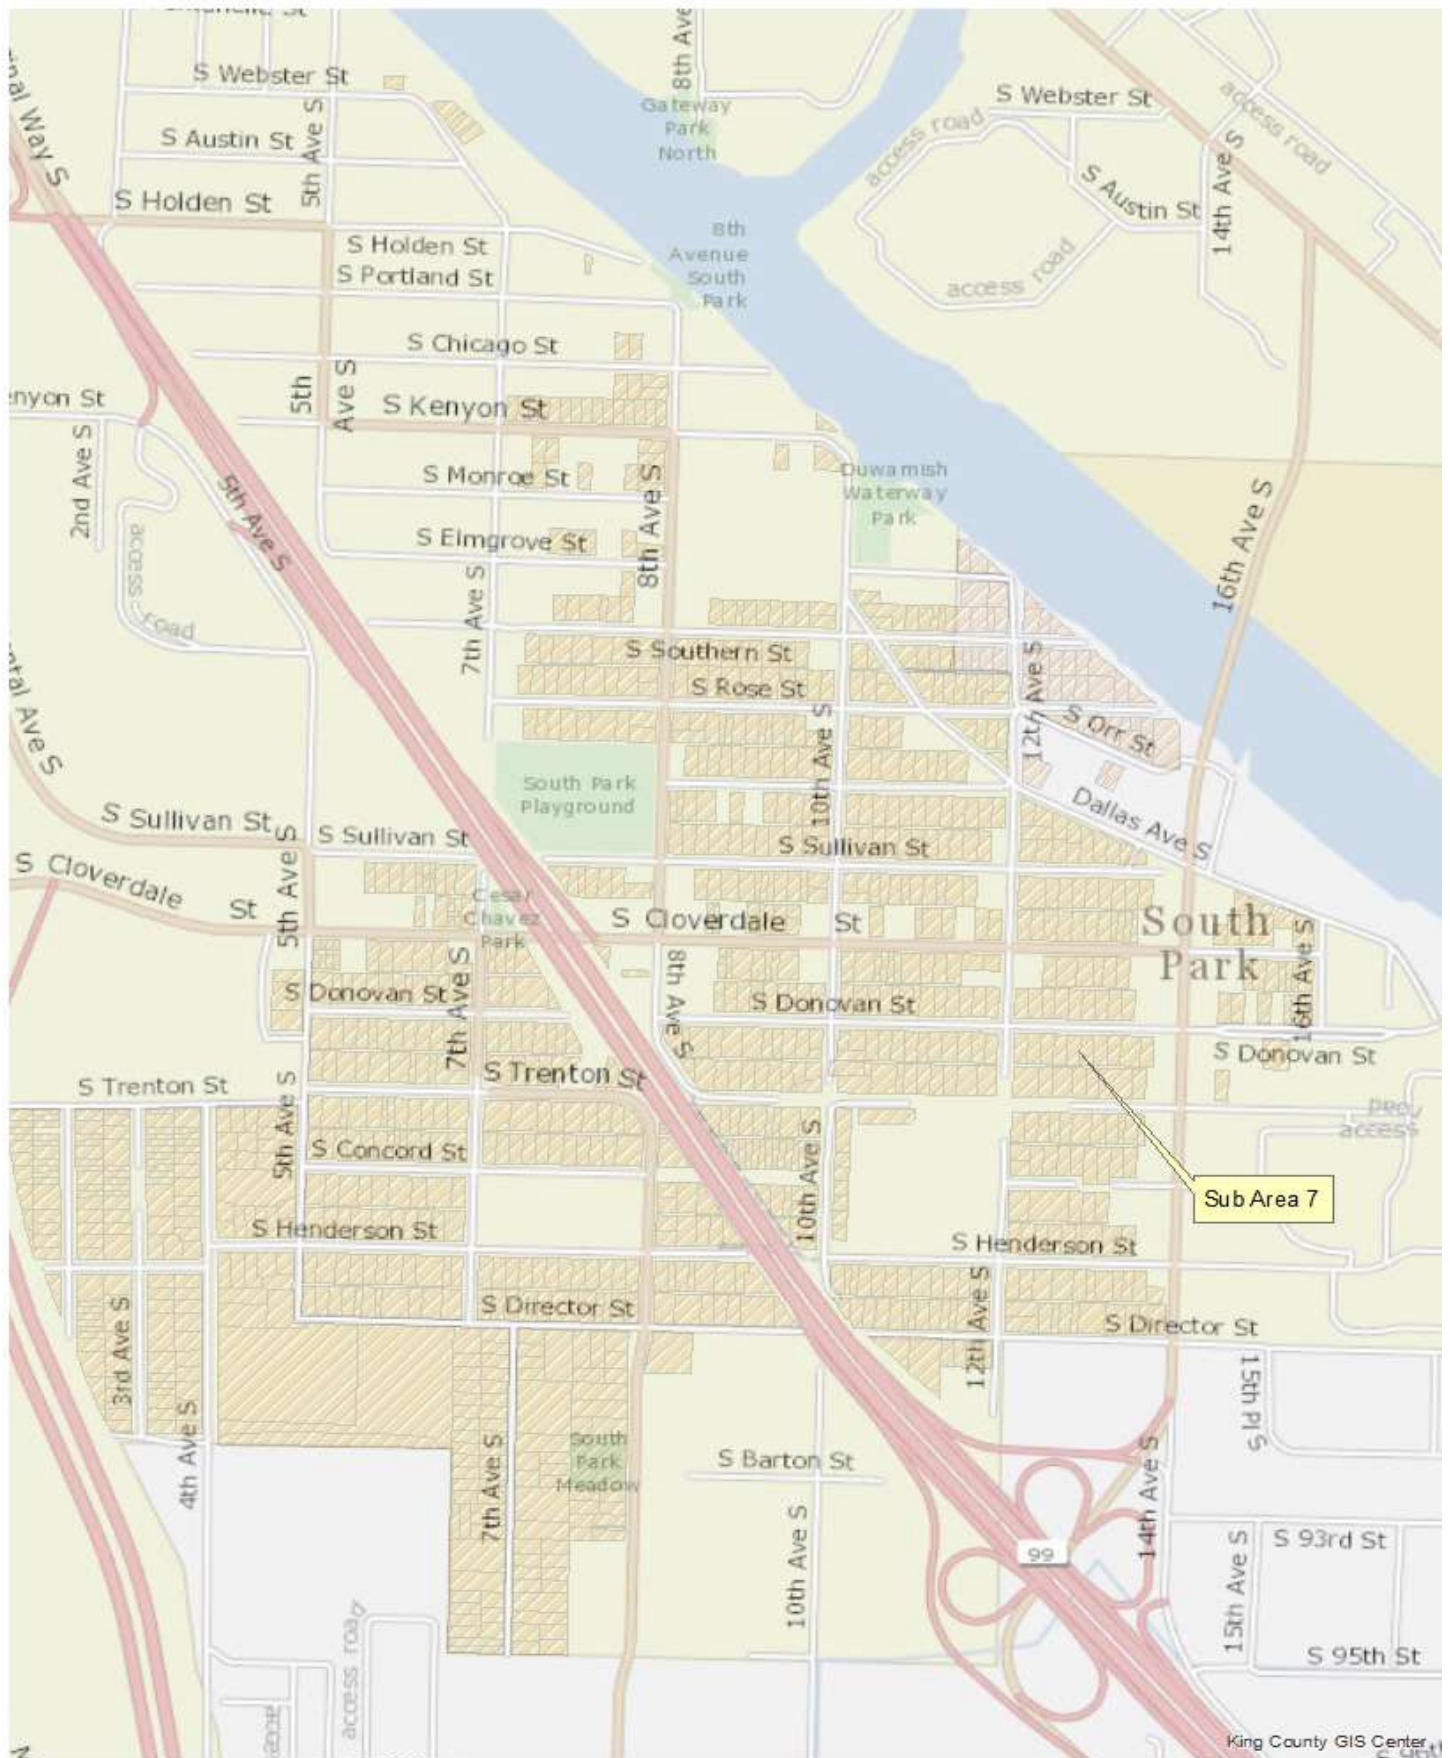 S Webster St
8th Ave
S Webster St
access road
Gateway
Park
North
access road
5th Ave S
S Austin St
14th Ave S
S Austin St
S Holden St
8th
Avenue
South
Park
S Holden St
access road
S Portland St
S Chicago St
5th
Ave S
S Kenyon St
2nd Ave S
S Monroe St
Duwamish
Waterway
Park
5th Ave S
8th Ave S
16th Ave S
S Elmgrove St
access
road
7th Ave S
S Southern St
S Rose St
12th Ave S
10th Ave S
S Orr St
South Park
Playground
Dallas Ave S
S Sullivan St
S Sullivan St
S Sullivan St
S Cloverdale
St
5th Ave S
Cesar
Chavez
Park
S Cloverdale
St
South
Park
16th Ave S
7th Ave S
8th Ave S
S Donovan St
S Donovan St
S Donovan St
S Trenton St
S Trenton St
5th Ave S
access
S Concord St
10th Ave S
Sub Area 7
S Henderson St
S Henderson St
12th Ave S
S Director St
S Director St
3rd Ave S
15th Pl S
4th Ave S
7th Ave S
South
Park
Meadow
S Barton St
14th Ave S
10th Ave S
99
S 93rd St
15th Ave S
S 95th St
access road
King County GIS Center